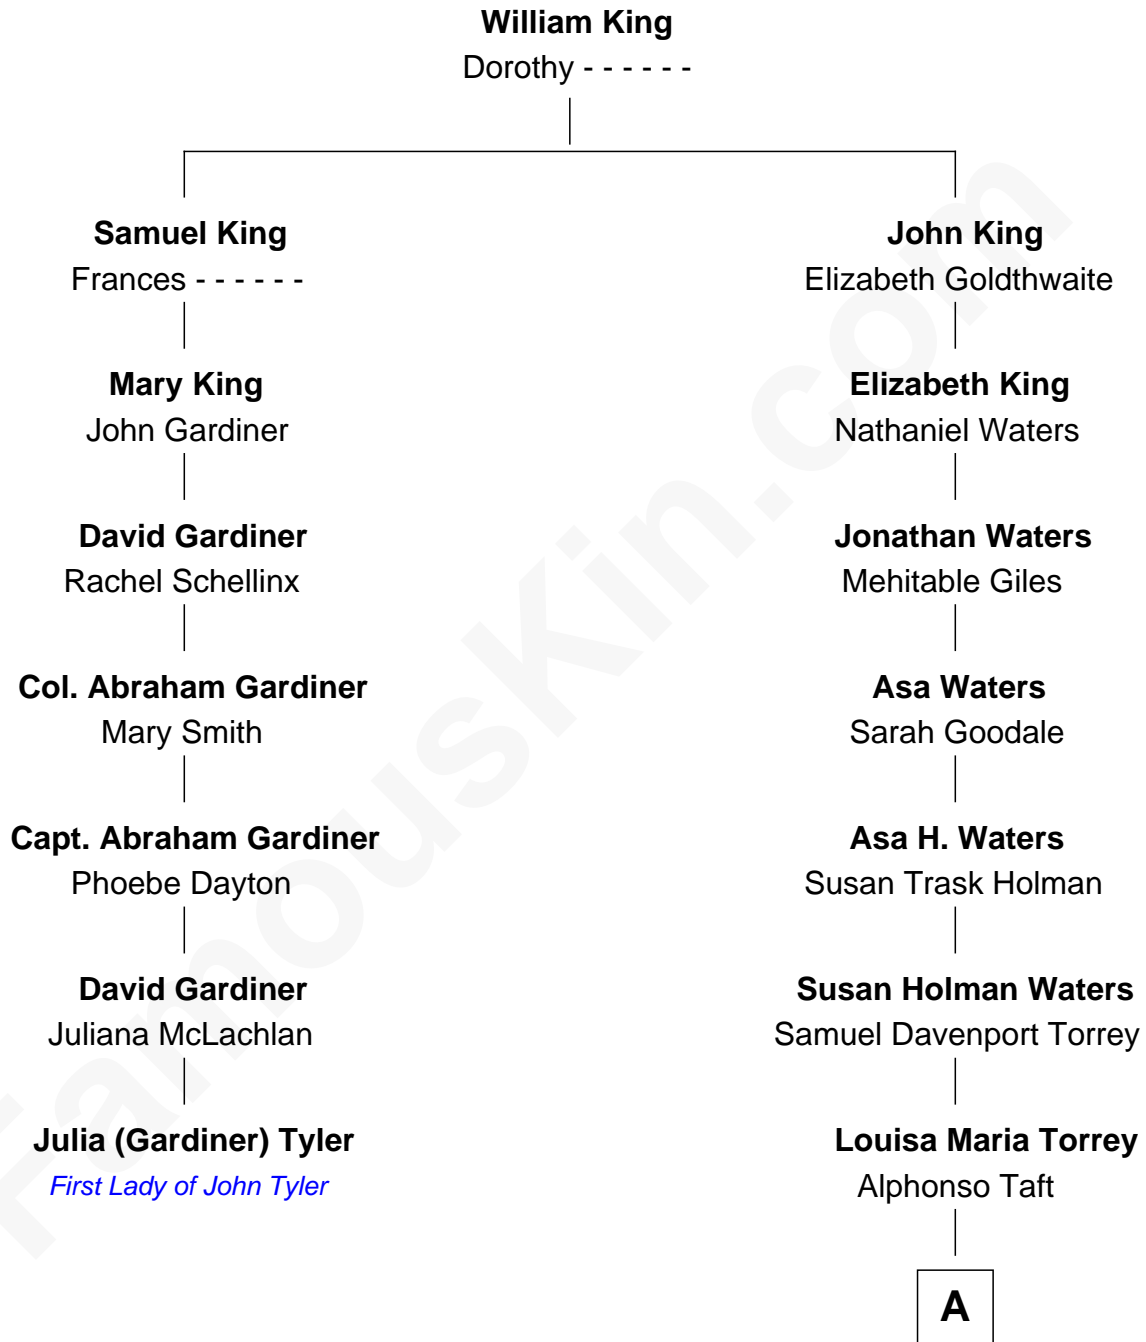 William King
Dorothy - - - - - -
Samuel King
Frances - - - - - -
John King
Elizabeth Goldthwaite
Mary King
John Gardiner
Elizabeth King
Nathaniel Waters
David Gardiner
Rachel Schellinx
Jonathan Waters
Mehitable Giles
Col. Abraham Gardiner
Mary Smith
Asa Waters
Sarah Goodale
Capt. Abraham Gardiner
Phoebe Dayton
Asa H. Waters
Susan Trask Holman
David Gardiner
Juliana McLachlan
Susan Holman Waters
Samuel Davenport Torrey
Julia (Gardiner) Tyler
First Lady of John Tyler
Louisa Maria Torrey
Alphonso Taft
A
FamousKin.com